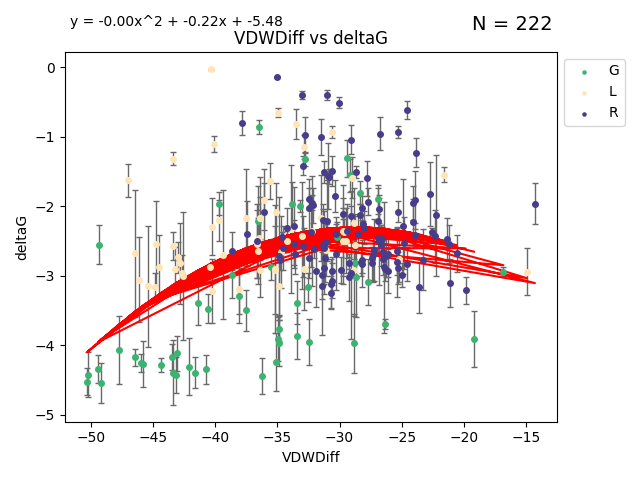 y = -0.00x^2 + -0.22x + -5.48
N = 222
VDWDiff vs deltaG
G
L
R
deltaG
0
−1
−2
−3
−4
−5
−50 −45 −40 −35 −30 −25 −20 −15
VDWDiff